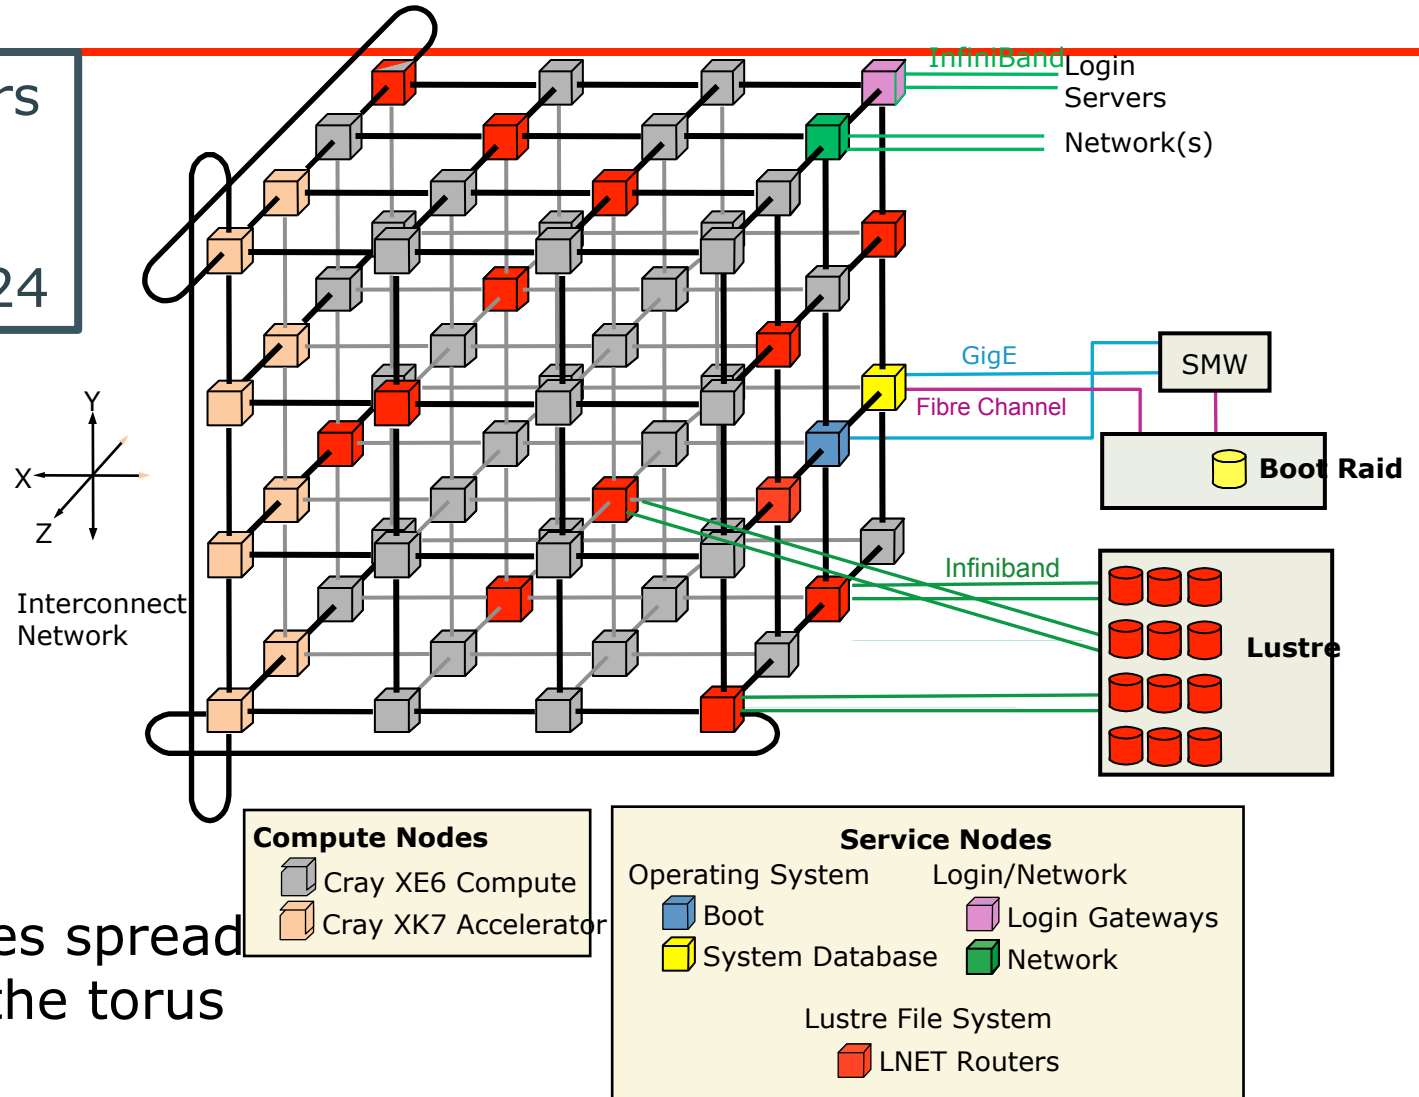 rs
24
InfiniBand
Login
Servers
Network(s)
GigE
SMW
Fibre Channel
Boot Raid
Y
X
Z
Interconnect
Network
Infiniband
Lustre
Compute Nodes
Cray XE6 Compute
Cray XK7 Accelerator
Service Nodes
Operating System
Login/Network
Boot
Login Gateways
System Database
Network
Lustre File System
LNET Routers
es spread
the torus